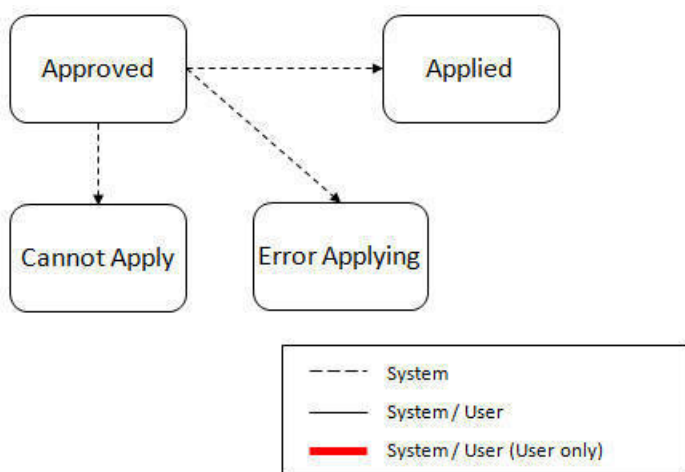 Approved
Applied
Cannot Apply
Error Applying
System
System / User
System / User (User only)